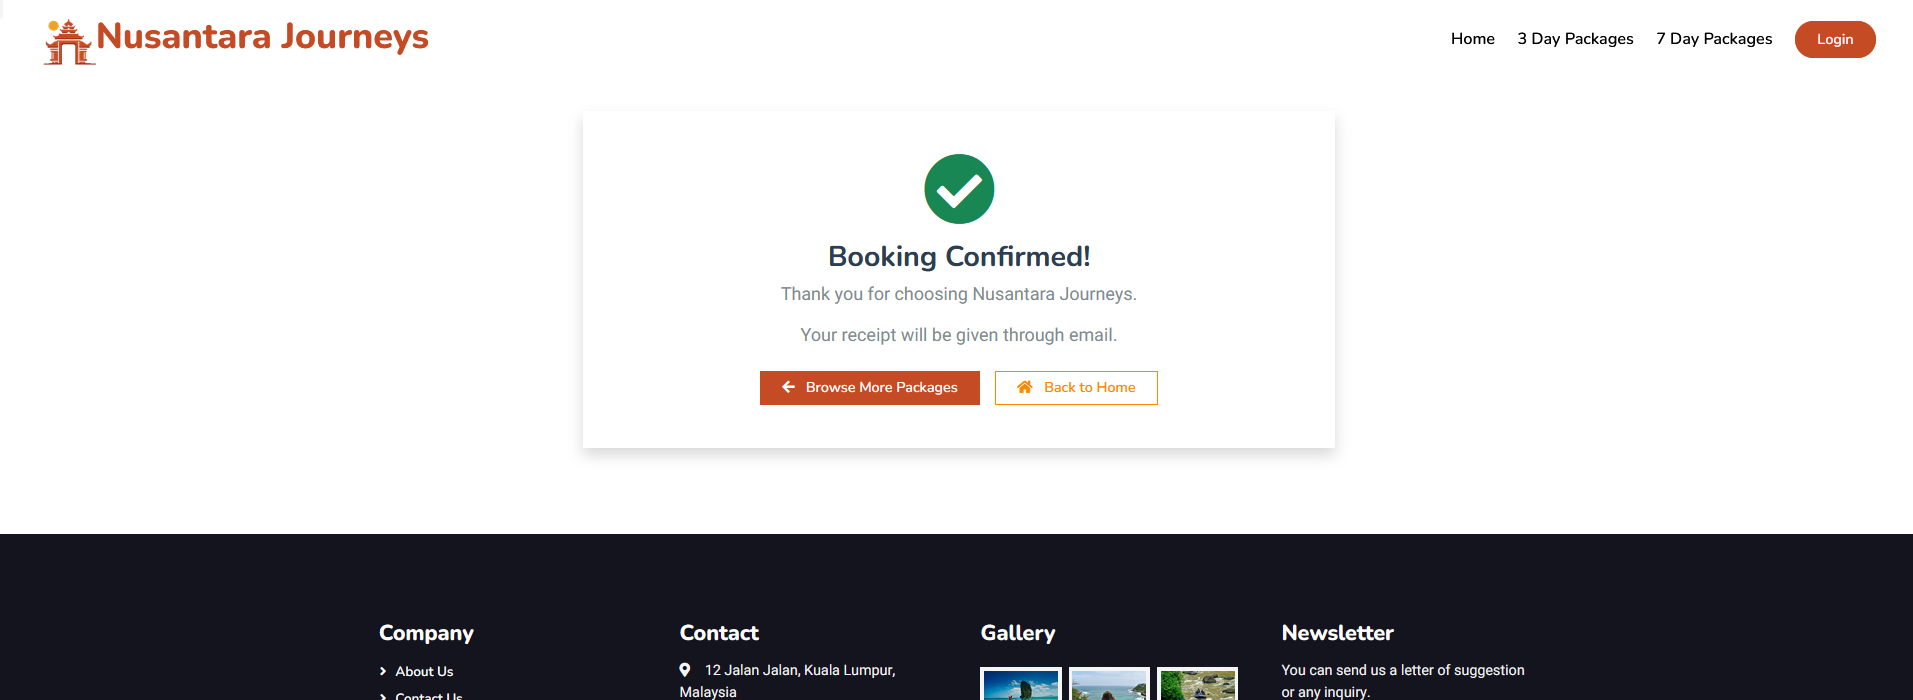 Nusantara Journeys
Home
3 Day Packages
7 Day Packages
Login
Booking Confirmed!
Thank you for choosing Nusantara Journeys.
Your receipt will be given through email.
Browse More Packages
Back to Home
Company
About Us
Contact Us
Contact
12 Jalan Jalan, Kuala Lumpur,
Malaysia
Gallery
Newsletter
You can send us a letter of suggestion
or any inquiry.